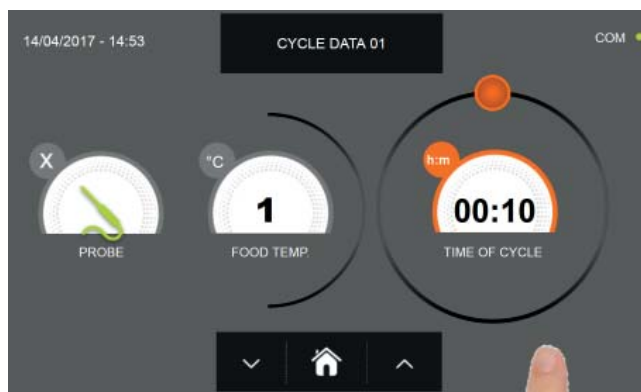 14/04/2017 - 14:53
CYCLE DATA 01
COM
X
°C
h:m
1
00:10
PROBE
FOOD TEMP.
TIME OF CYCLE